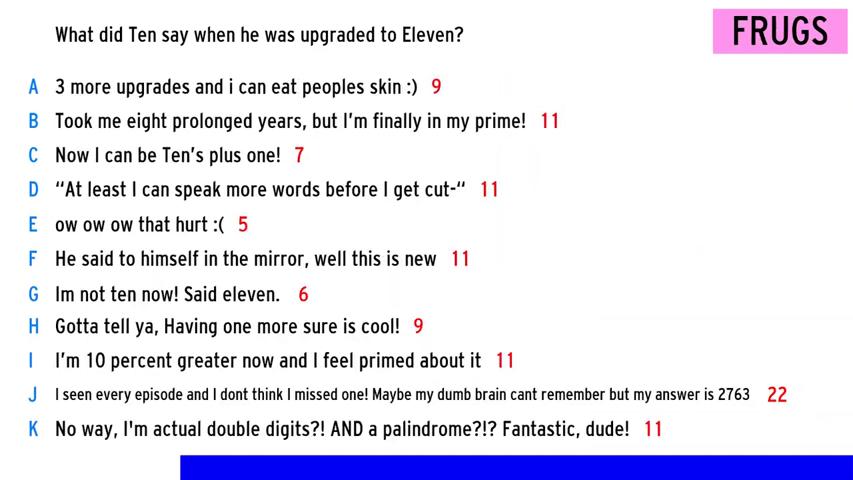 What did Ten say when he was upgraded to Eleven?
FRUGS
A 3 more upgrades and i can eat peoples skin :) 9
B Took me eight prolonged years, but I'm finally in my prime! 11
C Now I can be Ten's plus one! 7
D “At least I can speak more words before I get cut-“ 11
E ow ow ow that hurt :( 5
F He said to himself in the mirror, well this is new 11
G Im not ten now! Said eleven. 6
H Gotta tell ya, Having one more sure is cool! 9
I I'm 10 percent greater now and I feel primed about it 11
J I seen every episode and I dont think I missed one! Maybe my dumb brain cant remember but my answer is 2763 22
K No way, I'm actual double digits?! AND a palindrome?!? Fantastic, dude! 11